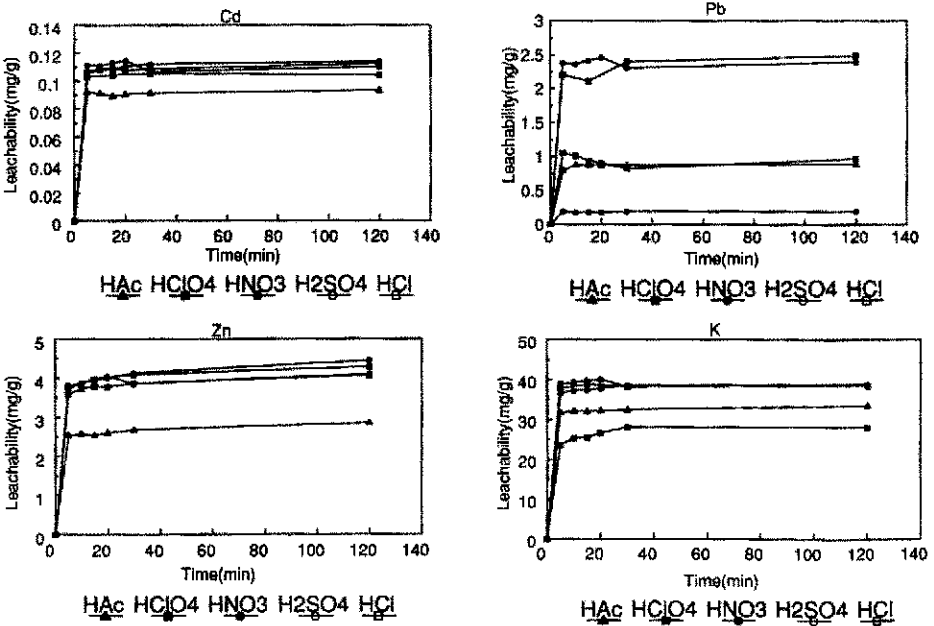 Cd
Leachability(mg/g)
0.14
0.12
0.1
0.08
0.06
0.04
0.02
0
0 20 40 60 80 100 120 140
Time(min)
HAc HClO4 HNO3 H2SO4 HCl
Pb
Leachability(mg/g)
3
2.5
2
1.5
1
0.5
0
0 20 40 60 80 100 120 140
Time(min)
HAc HClO4 HNO3 H2SO4 HCl
Zn
Leachability(mg/g)
5
4
3
2
1
0
0 20 40 60 80 100 120 140
Time(min)
HAc HClO4 HNO3 H2SO4 HCl
K
Leachability(mg/g)
50
40
30
20
10
0
0 20 40 60 80 100 120 140
Time(min)
HAc HClO4 HNO3 H2SO4 HCl